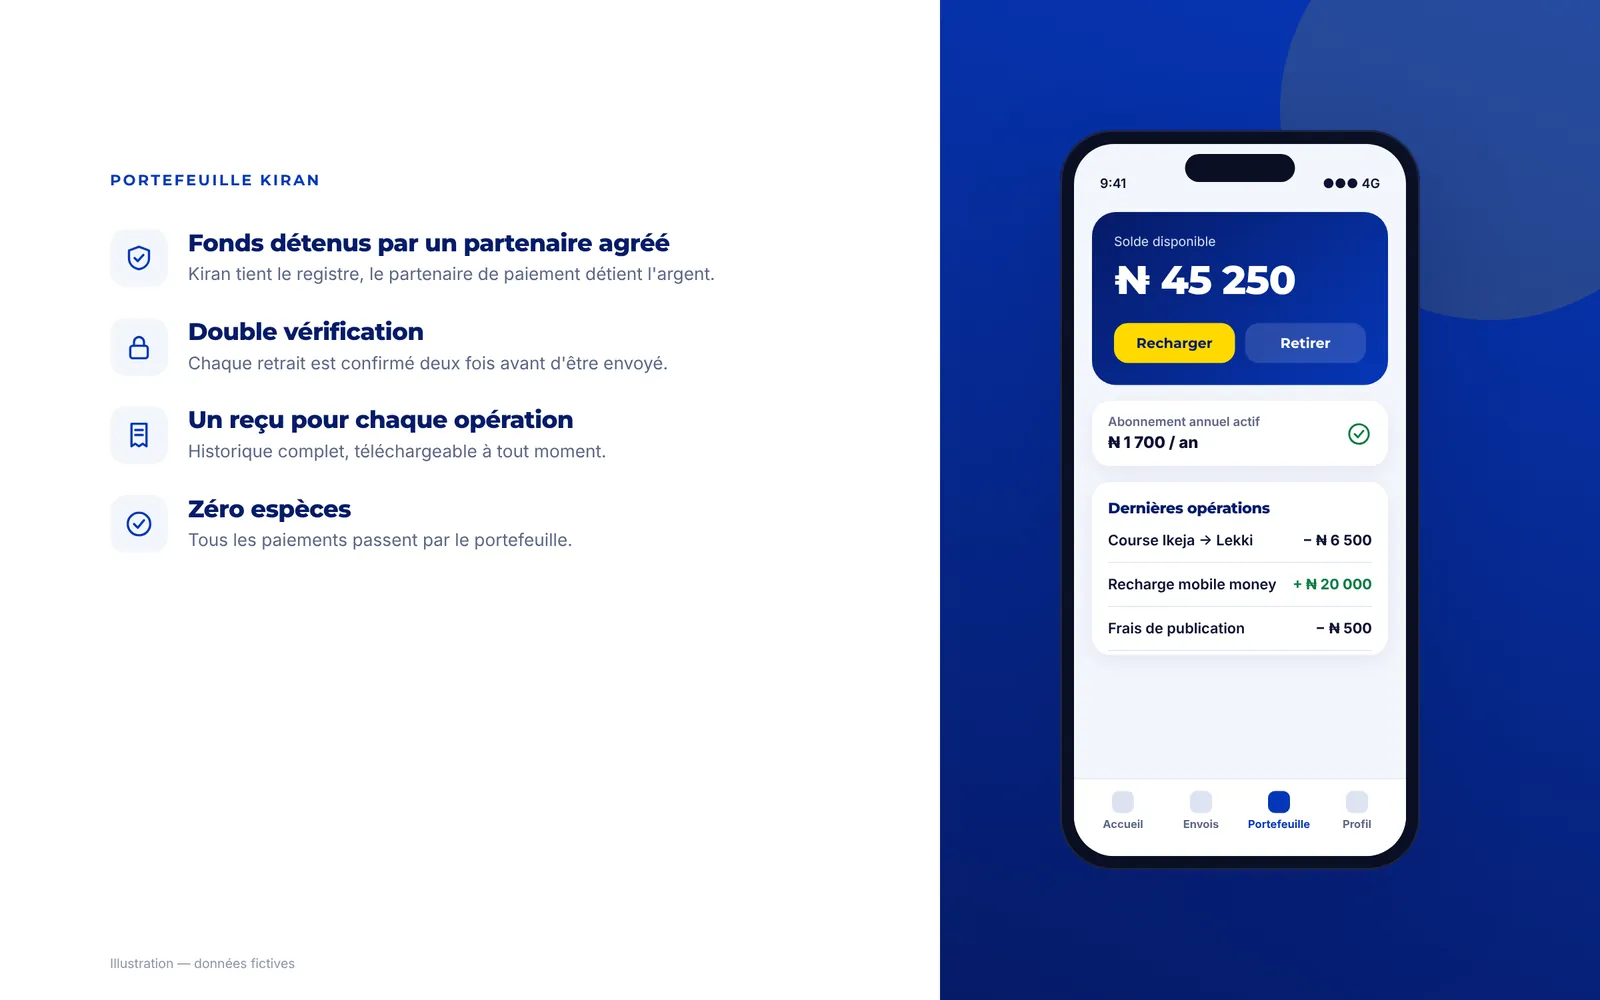 PORTEFEUILLE KIRAN
Fonds détenus par un partenaire agréé
Kiran tient le registre, le partenaire de paiement détient l'argent.
Double vérification
Chaque retrait est confirmé deux fois avant d'être envoyé.
Un reçu pour chaque opération
Historique complet, téléchargeable à tout moment.
Zéro espèces
Tous les paiements passent par le portefeuille.
Illustration — données fictives
9:41
●●● 4G
Solde disponible
₦ 45 250
Recharger
Retirer
Abonnement annuel actif
₦ 1 700 / an
Dernières opérations
Course Ikeja → Lekki − ₦ 6 500
Recharge mobile money + ₦ 20 000
Frais de publication − ₦ 500
Accueil
Envois
Portefeuille
Profil